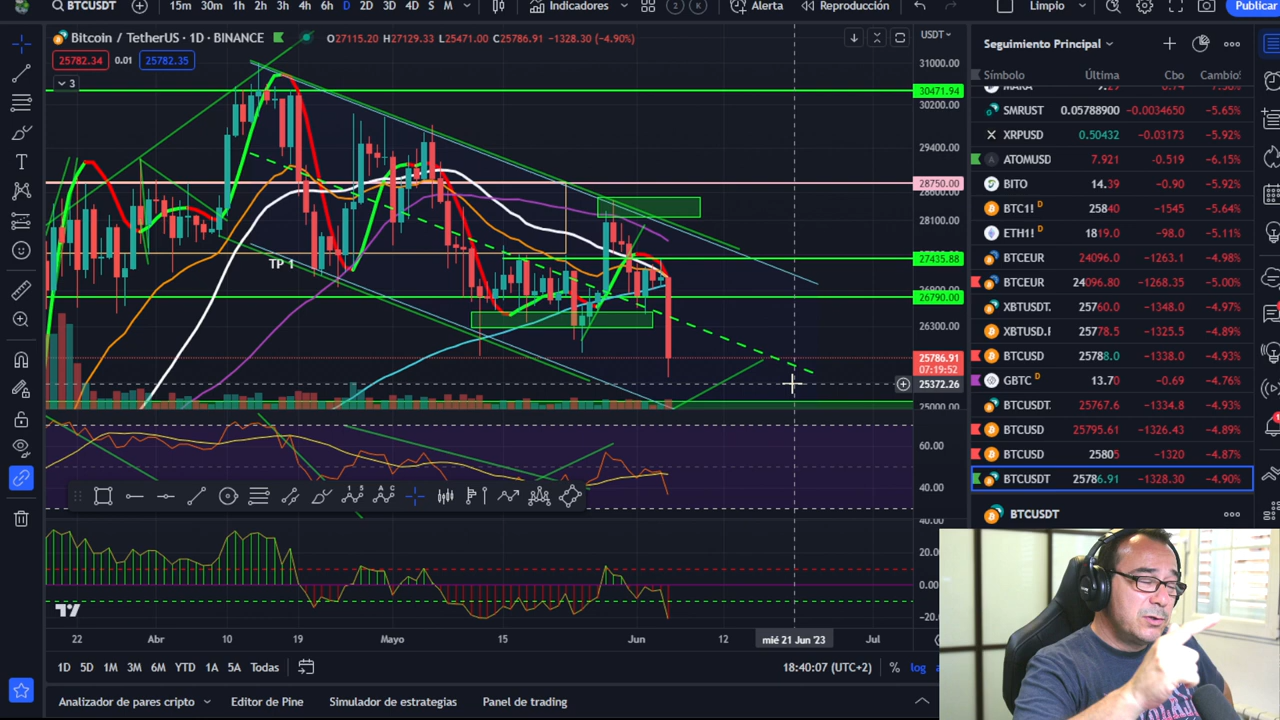 BTCUSDT 15m 30m 1h 2h 3h 4h 6h D 2D 3D 4D S M Indicadores Alerta Reproducción Limpio Publicar
Bitcoin / TetherUS · 1D · BINANCE O27115.20 H27129.33 L25471.00 C25786.91 -1328.30 (-4.90%) USDT
25782.34 0.01 25782.35
3
TP 1
31000.00
30471.94
30200.00
29400.00
28750.00
28100.00
27435.88
26790.00
26300.00
25786.91
07:19:52
25372.26
25000.00
60.00
40.00
40.00
20.00
0.00
-20.00
22 Abr 10 19 Mayo 15 Jun 12 mié 21 Jun '23 Jul
1D 5D 1M 3M 6M YTD 1A 5A Todas 18:40:07 (UTC+2) % log
Analizador de pares cripto Editor de Pine Simulador de estrategias Panel de trading
Seguimiento Principal
Símbolo Última Cbo Cambio%
SMRUST 0.05788900 -0.0034650 -5.65%
XRPUSD 0.50432 -0.03173 -5.92%
ATOMUSD 7.921 -0.519 -6.15%
BITO 14.39 -0.90 -5.92%
BTC1! D 25840 -1545 -5.64%
ETH1! D 1819.0 -98.0 -5.11%
BTCEUR 24096.0 -1263.1 -4.98%
BTCEUR 24096.80 -1268.35 -5.00%
XBTUSDT. 25760.0 -1348.0 -4.97%
XBTUSD.F 25778.5 -1325.5 -4.89%
BTCUSD 25788.0 -1338.0 -4.93%
GBTC D 13.70 -0.69 -4.76%
BTCUSDT. 25767.6 -1334.8 -4.93%
BTCUSD 25795.61 -1326.43 -4.89%
BTCUSD 25805 -1320 -4.87%
BTCUSDT 25786.91 -1328.30 -4.90%
BTCUSDT